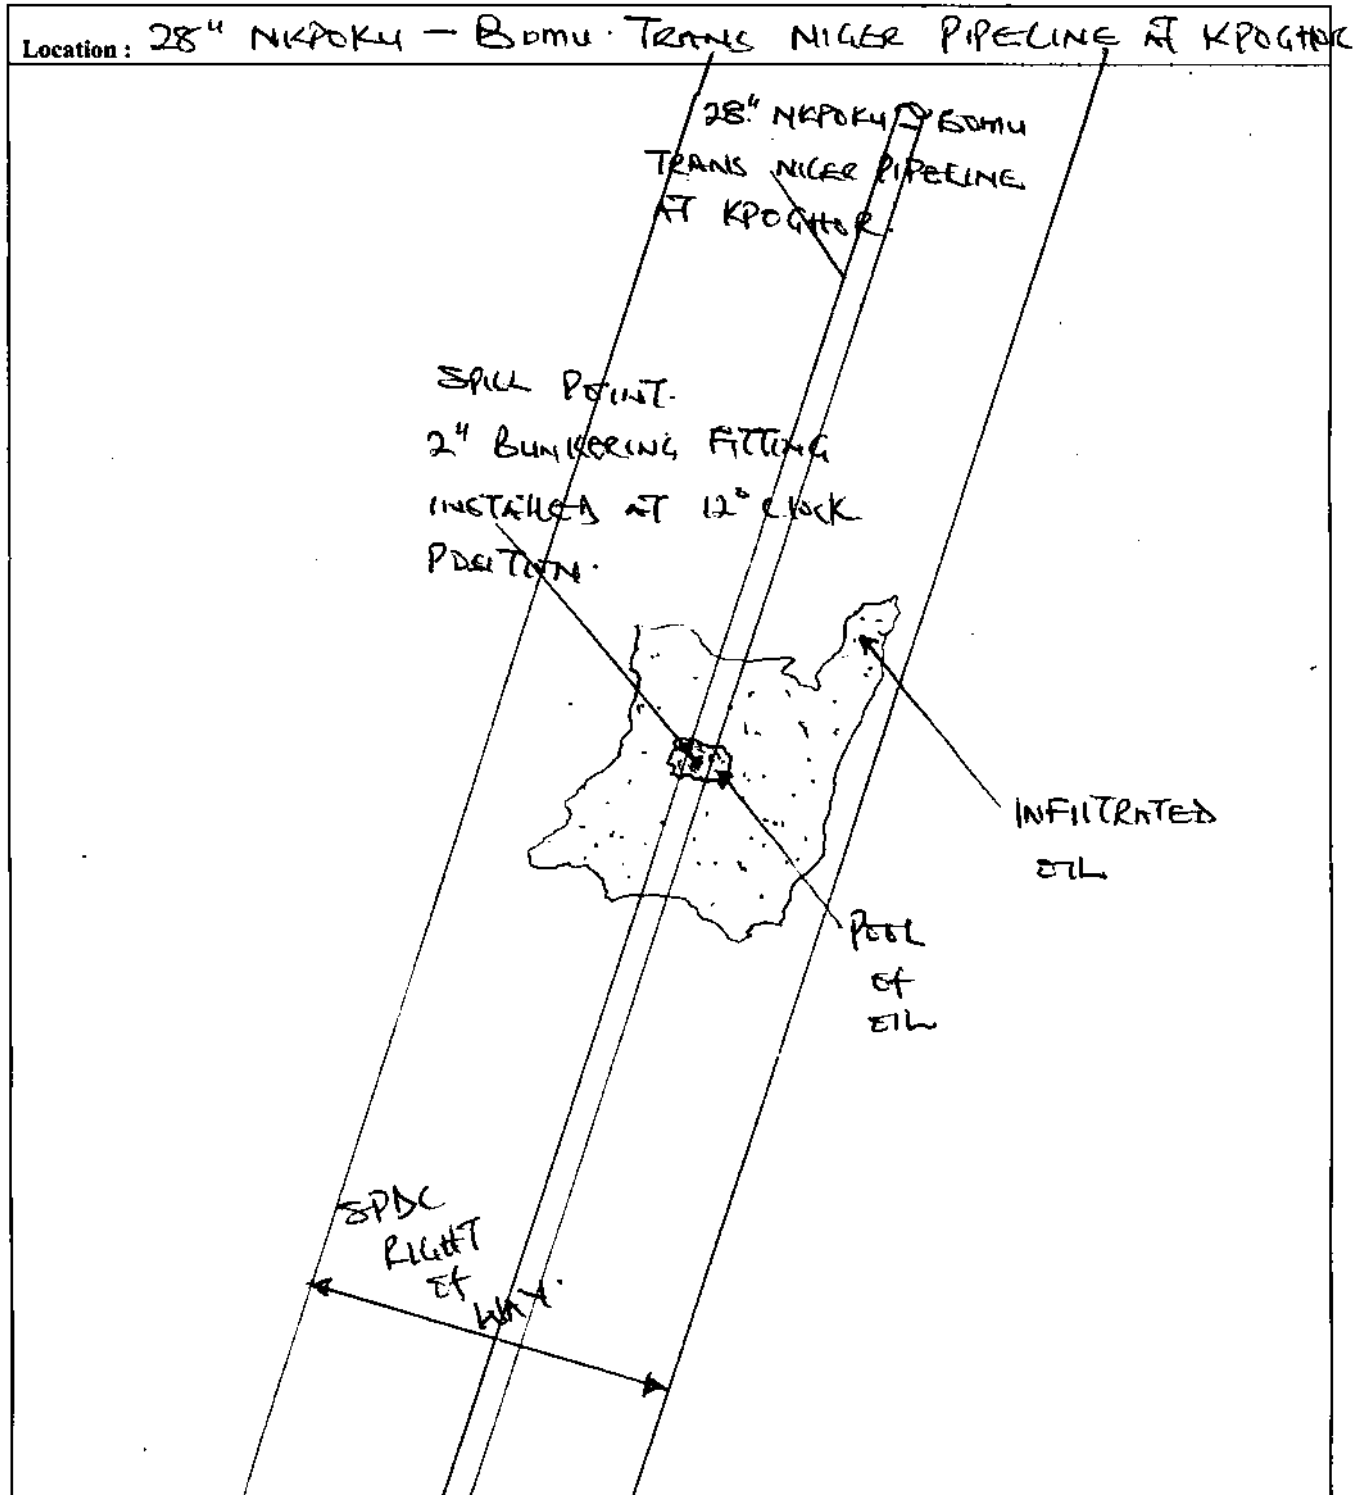 Location : 28" NKPOKU - BOMU. TRANS NIGER PIPELINE AT KPOGHOR
28" NKPOKU BOMU
TRANS NIGER PIPELINE
AT KPOGHOR.
SPILL POINT.
2" BUNKERING FITTING
INSTALLED AT 12° CLOCK
POSITION.
INFILTRATED
OIL
POOL
OF
OIL
SPDC
RIGHT
OF
WAY.